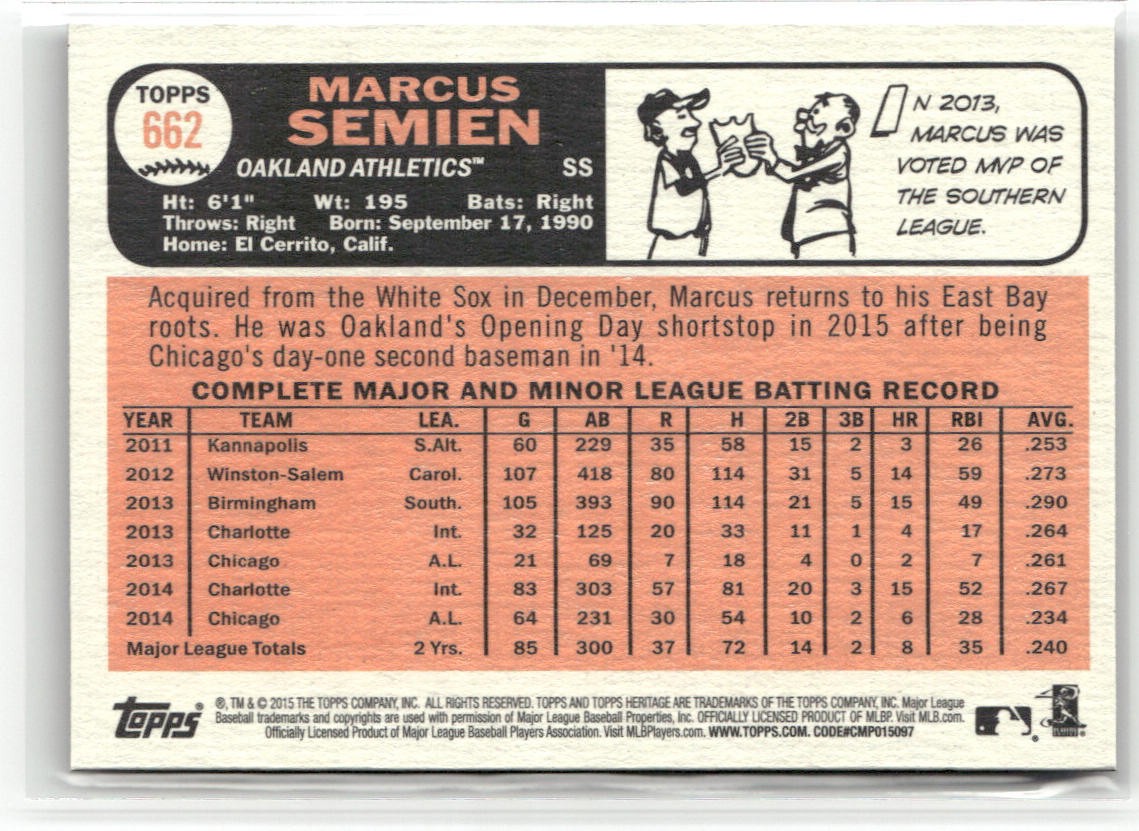 TOPPS
662
MARCUS
SEMIEN
OAKLAND ATHLETICS™ SS
Ht: 6'1" Wt: 195 Bats: Right
Throws: Right Born: September 17, 1990
Home: El Cerrito, Calif.
IN 2013,
MARCUS WAS
VOTED MVP OF
THE SOUTHERN
LEAGUE.
Acquired from the White Sox in December, Marcus returns to his East Bay
roots. He was Oakland's Opening Day shortstop in 2015 after being
Chicago's day-one second baseman in '14.
COMPLETE MAJOR AND MINOR LEAGUE BATTING RECORD
YEAR TEAM LEA. G AB R H 2B 3B HR RBI AVG.
2011 Kannapolis S.Alt. 60 229 35 58 15 2 3 26 .253
2012 Winston-Salem Carol. 107 418 80 114 31 5 14 59 .273
2013 Birmingham South. 105 393 90 114 21 5 15 49 .290
2013 Charlotte Int. 32 125 20 33 11 1 4 17 .264
2013 Chicago A.L. 21 69 7 18 4 0 2 7 .261
2014 Charlotte Int. 83 303 57 81 20 3 15 52 .267
2014 Chicago A.L. 64 231 30 54 10 2 6 28 .234
Major League Totals 2 Yrs. 85 300 37 72 14 2 8 35 .240
topps®
®, TM & © 2015 THE TOPPS COMPANY, INC. ALL RIGHTS RESERVED. TOPPS AND TOPPS HERITAGE ARE TRADEMARKS OF THE TOPPS COMPANY, INC. Major League
Baseball trademarks and copyrights are used with permission of Major League Baseball Properties, Inc. OFFICIALLY LICENSED PRODUCT OF MLBP. Visit MLB.com.
Officially Licensed Product of Major League Baseball Players Association. Visit MLBPlayers.com. WWW.TOPPS.COM. CODE#CMP015097